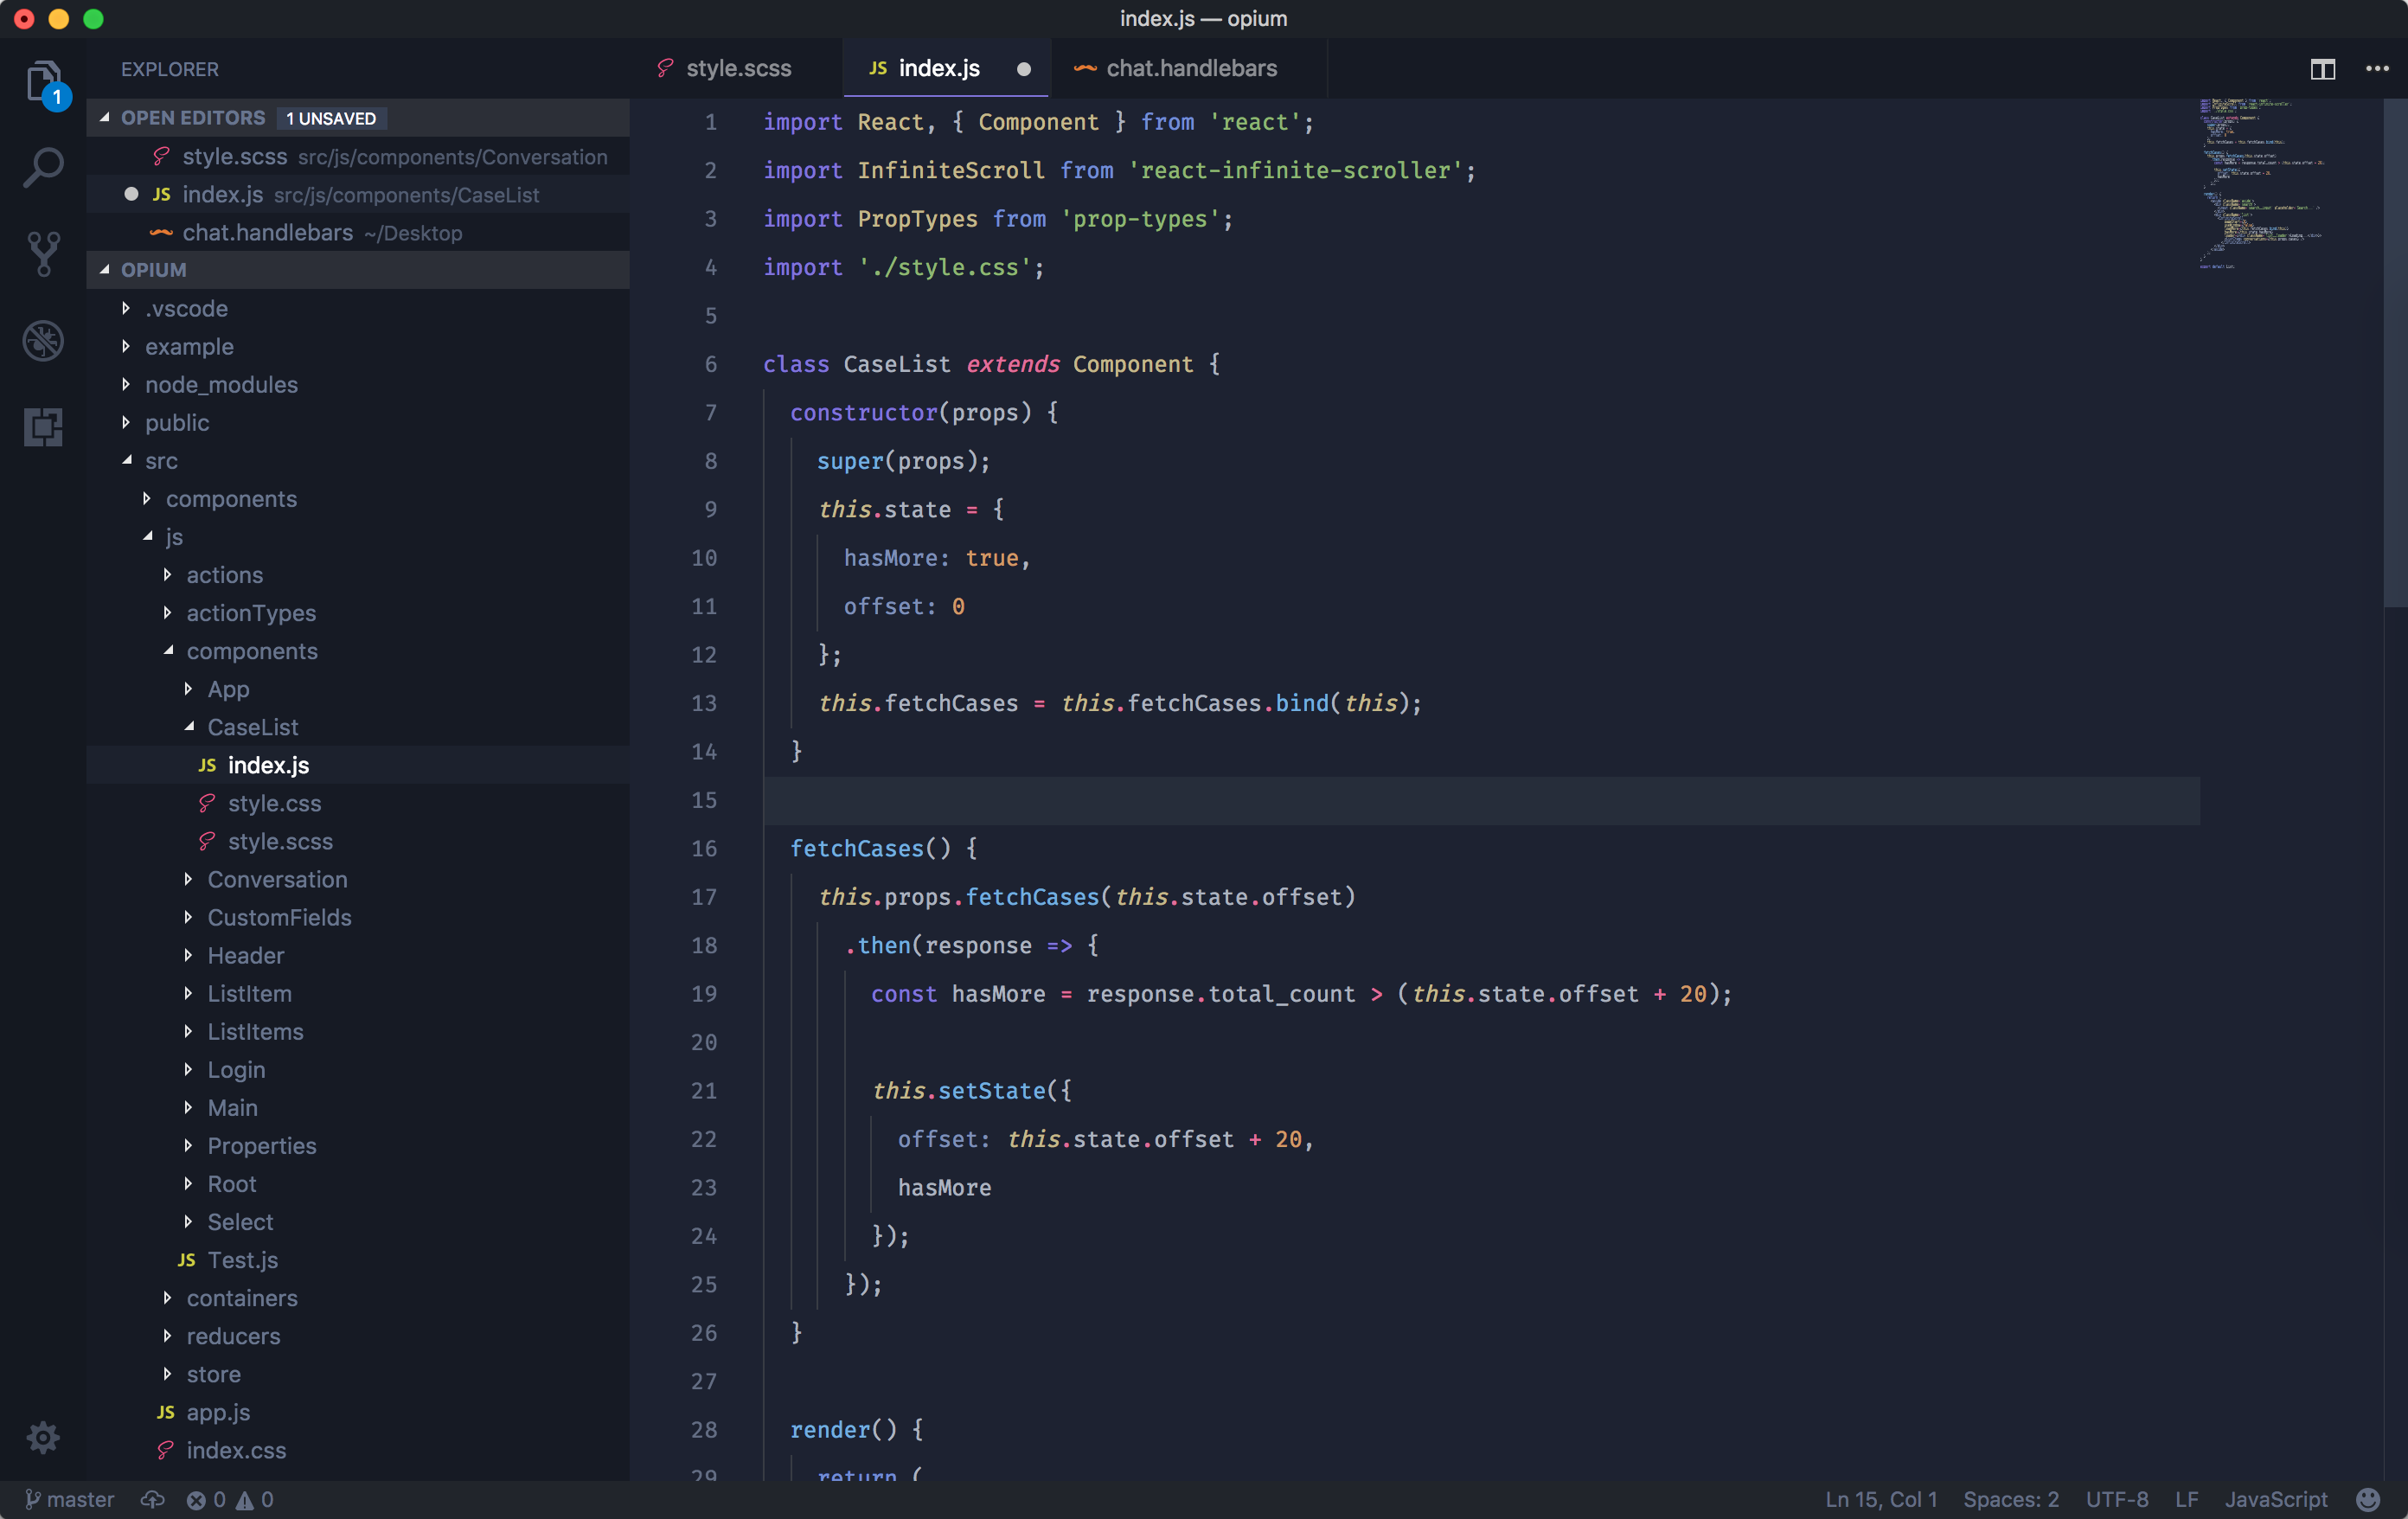 index.js — opium
EXPLORER
style.scss
JS index.js
chat.handlebars
1
OPEN EDITORS 1 UNSAVED
style.scss src/js/components/Conversation
JS index.js src/js/components/CaseList
chat.handlebars ~/Desktop
OPIUM
.vscode
example
node_modules
public
src
components
js
actions
actionTypes
components
App
CaseList
JS index.js
style.css
style.scss
Conversation
CustomFields
Header
ListItem
ListItems
Login
Main
Properties
Root
Select
JS Test.js
containers
reducers
store
JS app.js
index.css
1 import React, { Component } from 'react';
2 import InfiniteScroll from 'react-infinite-scroller';
3 import PropTypes from 'prop-types';
4 import './style.css';
5
6 class CaseList extends Component {
7 constructor(props) {
8 super(props);
9 this.state = {
10 hasMore: true,
11 offset: 0
12 };
13 this.fetchCases = this.fetchCases.bind(this);
14 }
15
16 fetchCases() {
17 this.props.fetchCases(this.state.offset)
18 .then(response => {
19 const hasMore = response.total_count > (this.state.offset + 20);
20
21 this.setState({
22 offset: this.state.offset + 20,
23 hasMore
24 });
25 });
26 }
27
28 render() {
29 return (
master 0 0
Ln 15, Col 1 Spaces: 2 UTF-8 LF JavaScript